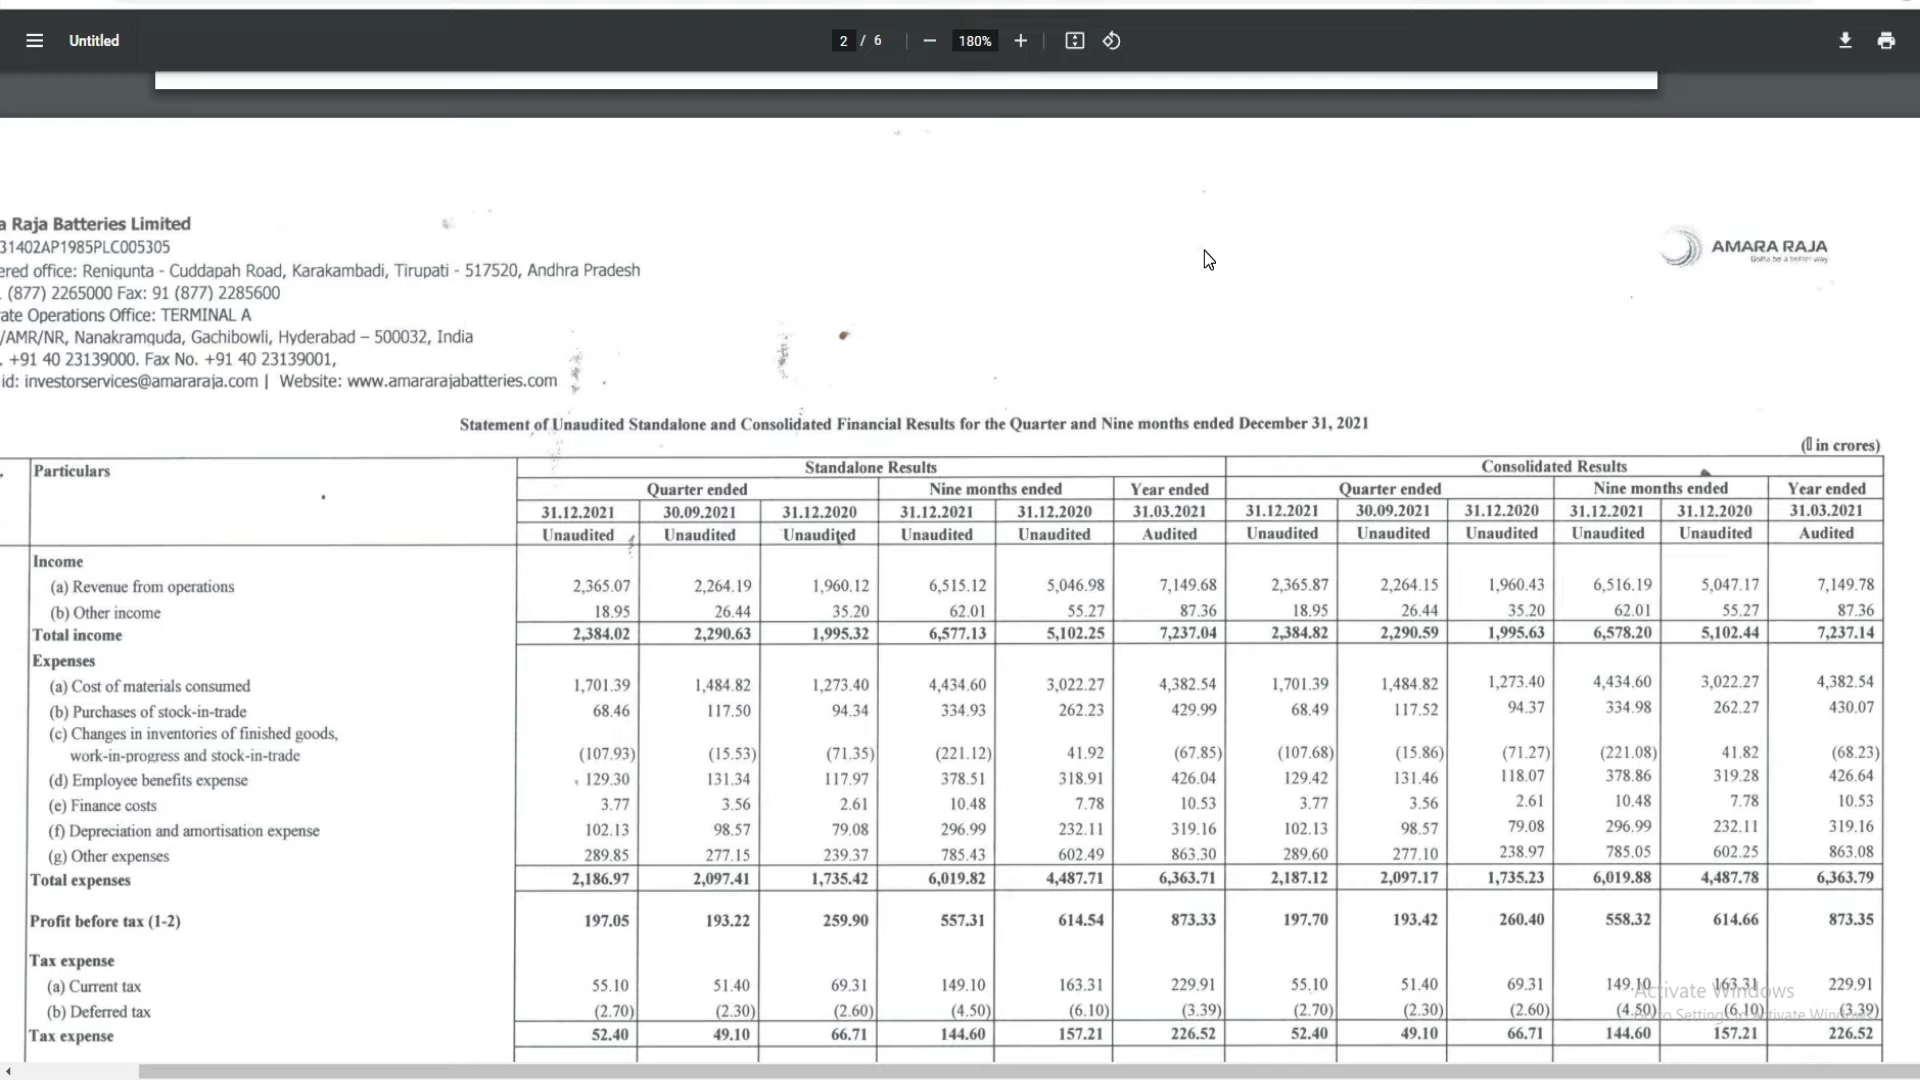 Untitled
2 / 6
180%
a Raja Batteries Limited
31402AP1985PLC005305
ered office: Renigunta - Cuddapah Road, Karakambadi, Tirupati - 517520, Andhra Pradesh
. (877) 2265000 Fax: 91 (877) 2285600
ate Operations Office: TERMINAL A
/AMR/NR, Nanakramguda, Gachibowli, Hyderabad – 500032, India
. +91 40 23139000. Fax No. +91 40 23139001,
id: investorservices@amararaja.com | Website: www.amararajabatteries.com
AMARA RAJA
Gotta be a better way
Statement of Unaudited Standalone and Consolidated Financial Results for the Quarter and Nine months ended December 31, 2021
( in crores)
Particulars Standalone Results Consolidated Results
Quarter ended Nine months ended Year ended Quarter ended Nine months ended Year ended
31.12.2021 30.09.2021 31.12.2020 31.12.2021 31.12.2020 31.03.2021 31.12.2021 30.09.2021 31.12.2020 31.12.2021 31.12.2020 31.03.2021
Unaudited Unaudited Unaudited Unaudited Unaudited Audited Unaudited Unaudited Unaudited Unaudited Unaudited Audited
Income
(a) Revenue from operations 2,365.07 2,264.19 1,960.12 6,515.12 5,046.98 7,149.68 2,365.87 2,264.15 1,960.43 6,516.19 5,047.17 7,149.78
(b) Other income 18.95 26.44 35.20 62.01 55.27 87.36 18.95 26.44 35.20 62.01 55.27 87.36
Total income 2,384.02 2,290.63 1,995.32 6,577.13 5,102.25 7,237.04 2,384.82 2,290.59 1,995.63 6,578.20 5,102.44 7,237.14
Expenses
(a) Cost of materials consumed 1,701.39 1,484.82 1,273.40 4,434.60 3,022.27 4,382.54 1,701.39 1,484.82 1,273.40 4,434.60 3,022.27 4,382.54
(b) Purchases of stock-in-trade 68.46 117.50 94.34 334.93 262.23 429.99 68.49 117.52 94.37 334.98 262.27 430.07
(c) Changes in inventories of finished goods,
work-in-progress and stock-in-trade (107.93) (15.53) (71.35) (221.12) 41.92 (67.85) (107.68) (15.86) (71.27) (221.08) 41.82 (68.23)
(d) Employee benefits expense 129.30 131.34 117.97 378.51 318.91 426.04 129.42 131.46 118.07 378.86 319.28 426.64
(e) Finance costs 3.77 3.56 2.61 10.48 7.78 10.53 3.77 3.56 2.61 10.48 7.78 10.53
(f) Depreciation and amortisation expense 102.13 98.57 79.08 296.99 232.11 319.16 102.13 98.57 79.08 296.99 232.11 319.16
(g) Other expenses 289.85 277.15 239.37 785.43 602.49 863.30 289.60 277.10 238.97 785.05 602.25 863.08
Total expenses 2,186.97 2,097.41 1,735.42 6,019.82 4,487.71 6,363.71 2,187.12 2,097.17 1,735.23 6,019.88 4,487.78 6,363.79
Profit before tax (1-2) 197.05 193.22 259.90 557.31 614.54 873.33 197.70 193.42 260.40 558.32 614.66 873.35
Tax expense
(a) Current tax 55.10 51.40 69.31 149.10 163.31 229.91 55.10 51.40 69.31 149.10 163.31 229.91
(b) Deferred tax (2.70) (2.30) (2.60) (4.50) (6.10) (3.39) (2.70) (2.30) (2.60) (4.50) (6.10) (3.39)
Tax expense 52.40 49.10 66.71 144.60 157.21 226.52 52.40 49.10 66.71 144.60 157.21 226.52
Activate Windows
Go to Settings to activate Windows.